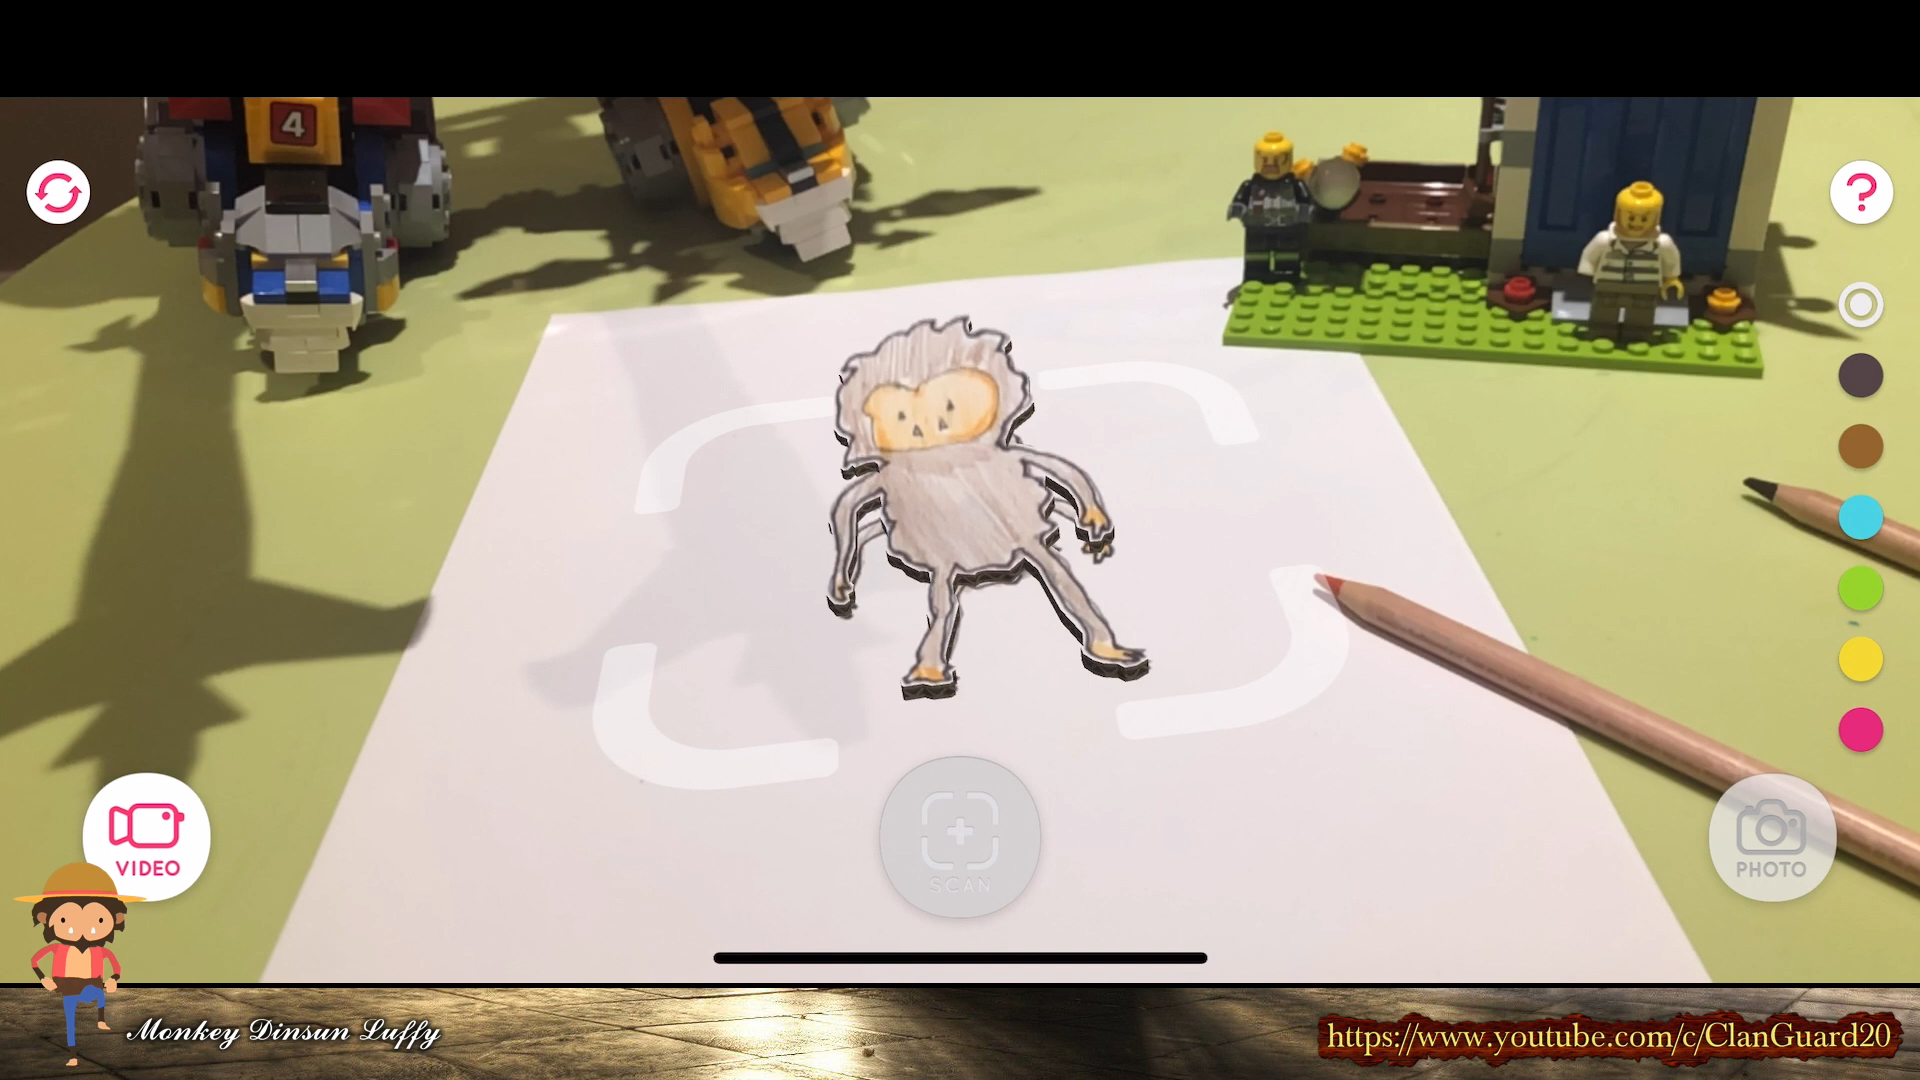 4
?
VIDEO
SCAN
PHOTO
Monkey Dinsun Luffy
https://www.youtube.com/c/ClanGuard20